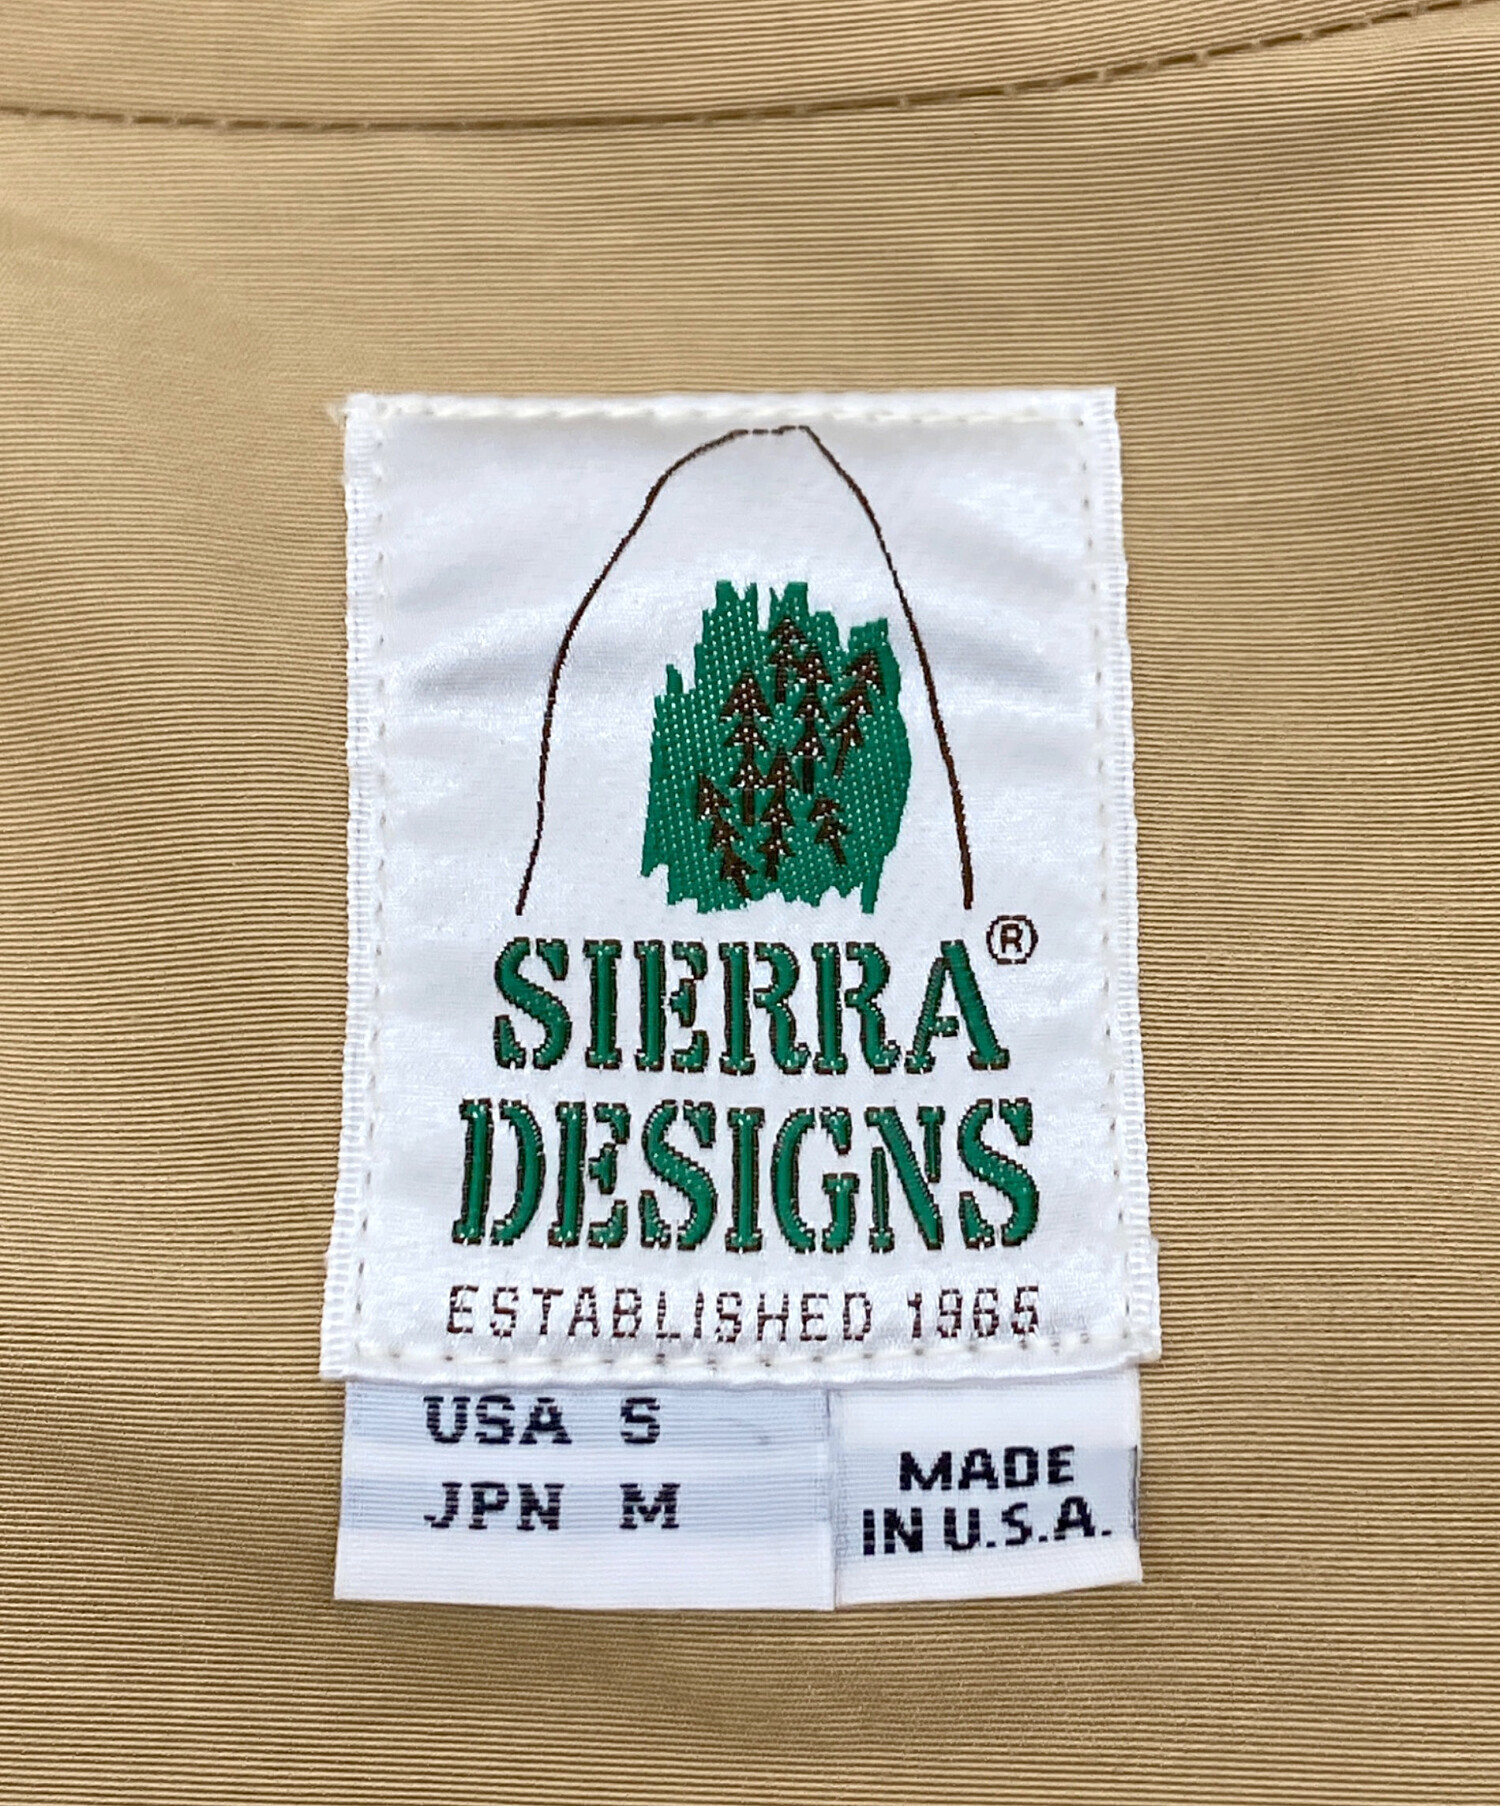 SIERRA®
DESIGNS
ESTABLISHED 1965
USA S
JPN M
MADE
IN U.S.A.